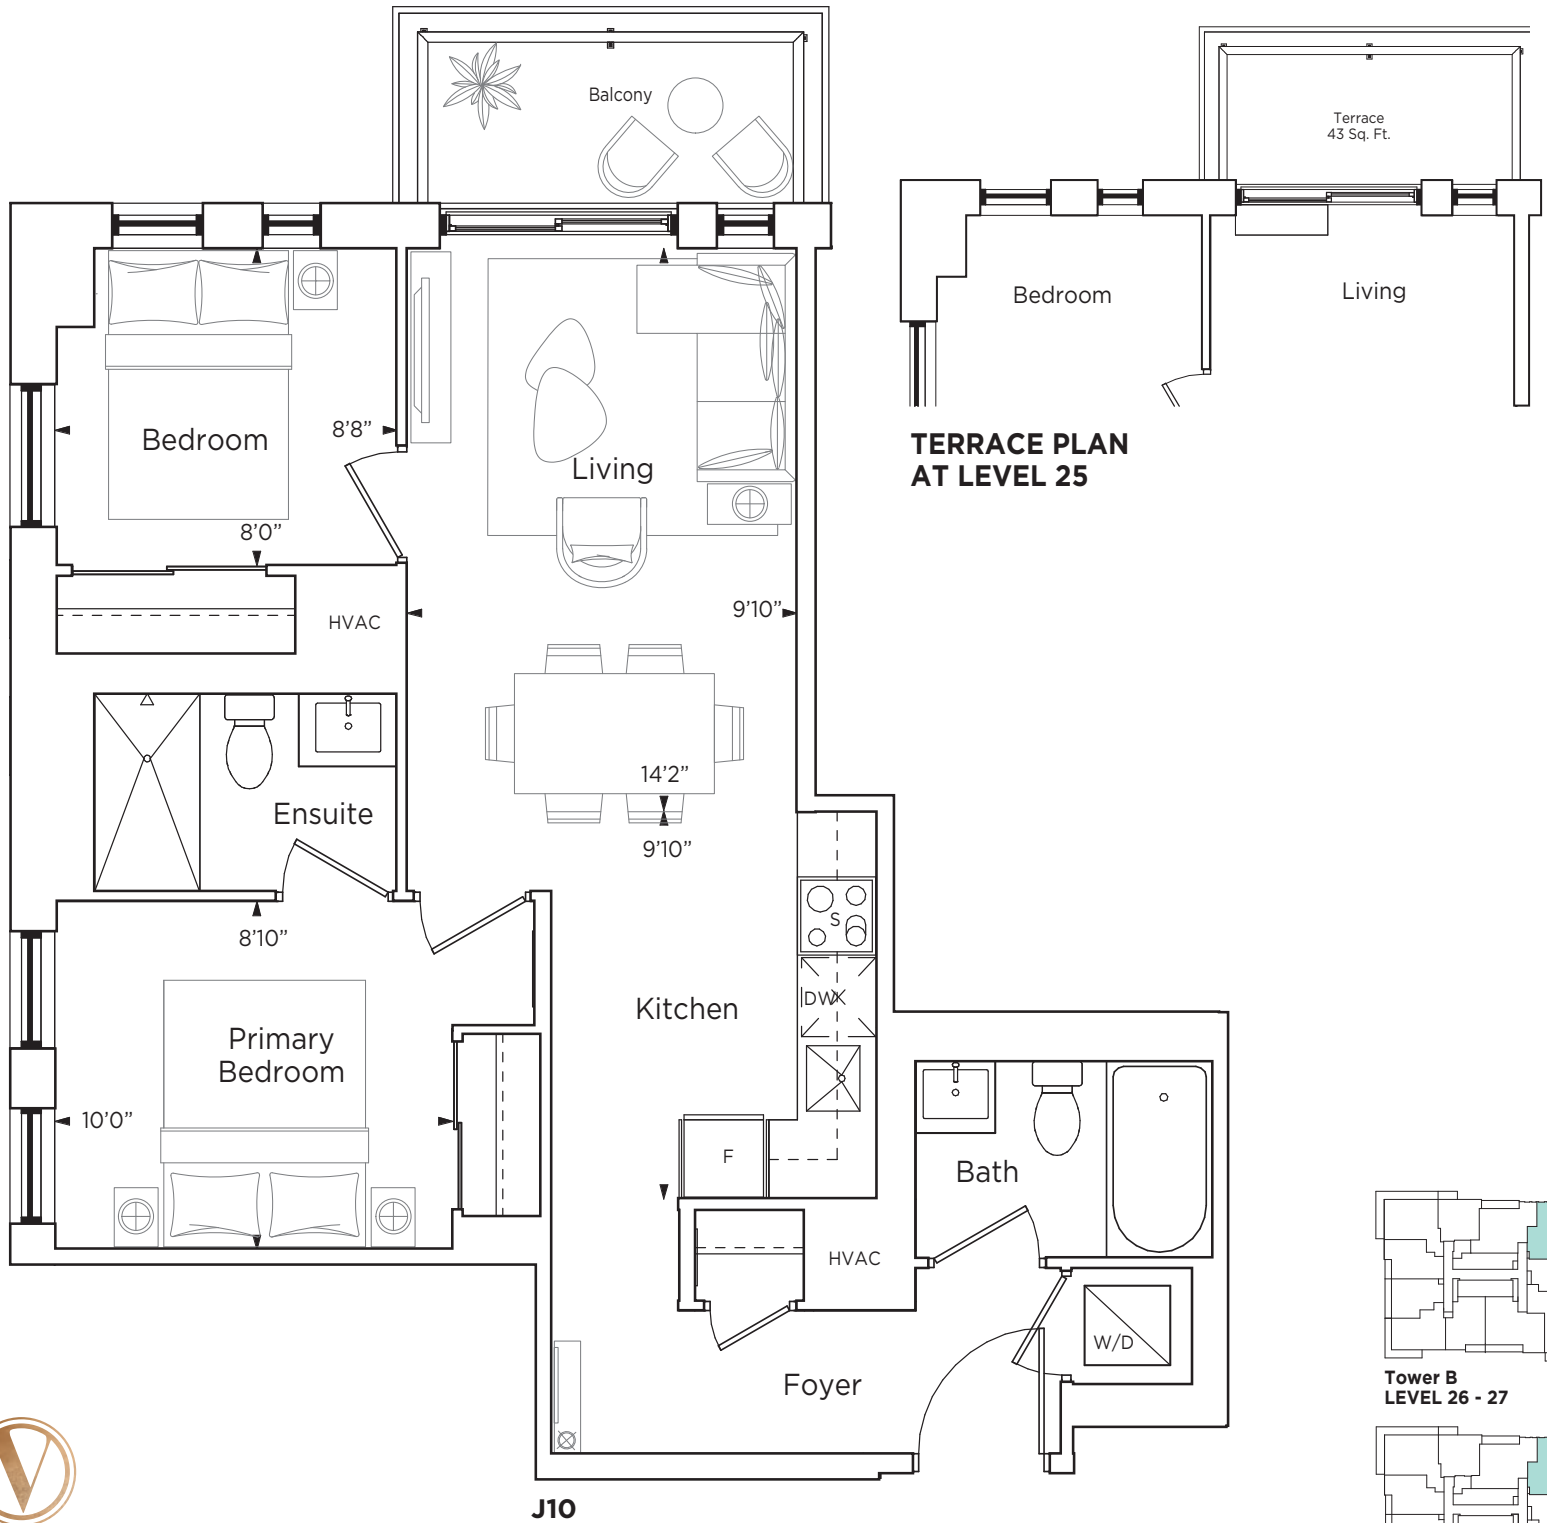 Balcony
Terrace
43 Sq. Ft.
Bedroom
Living
TERRACE PLAN
AT LEVEL 25
Bedroom
8’8”
Living
8’0”
HVAC
9’10”
14’2”
9’10”
Ensuite
8’10”
S
DW
Kitchen
Primary
Bedroom
10’0”
F
Bath
HVAC
W/D
Foyer
Tower B
LEVEL 26 - 27
V
J10